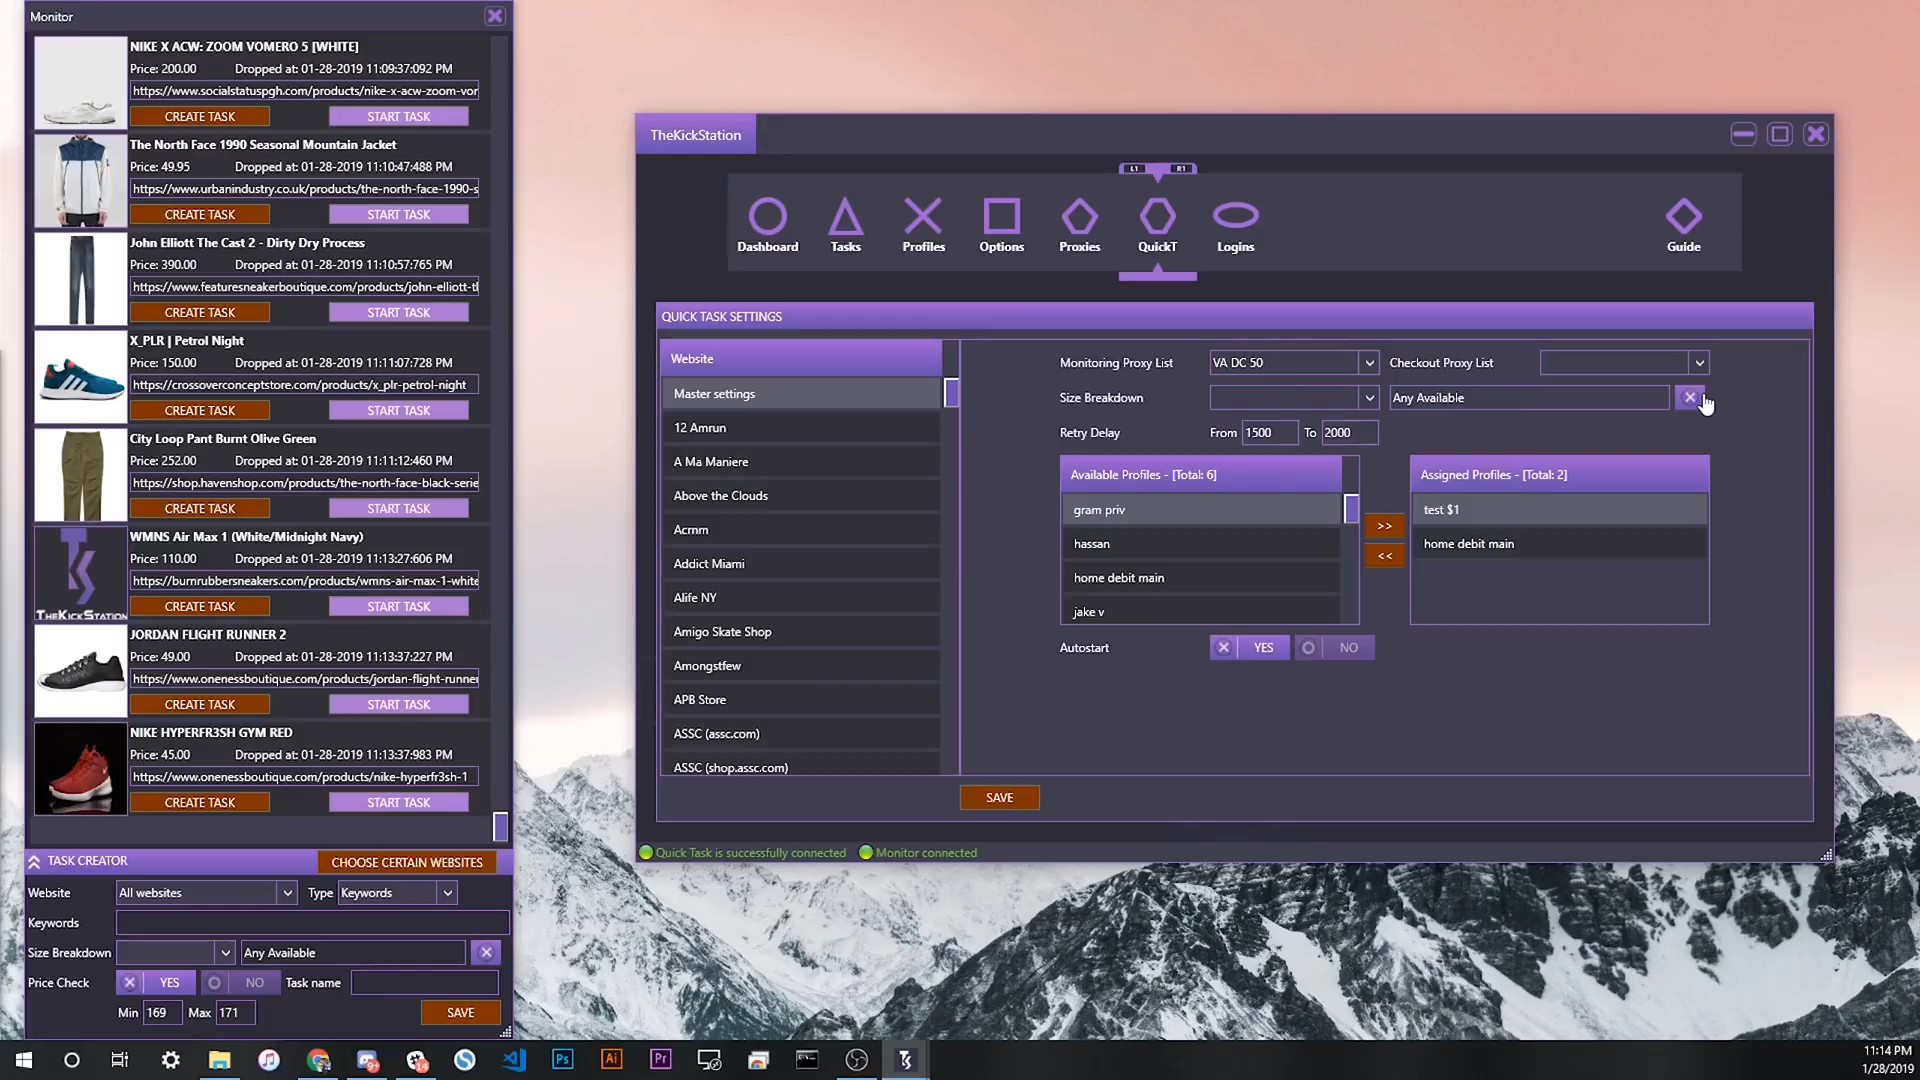 Monitor
NIKE X ACW: ZOOM VOMERO 5 [WHITE]
Price: 200.00 Dropped at: 01-28-2019 11:09:37:092 PM
https://www.socialstatuspgh.com/products/nike-x-acw-zoom-vor
CREATE TASK START TASK
The North Face 1990 Seasonal Mountain Jacket
Price: 49.95 Dropped at: 01-28-2019 11:10:47:488 PM
https://www.urbanindustry.co.uk/products/the-north-face-1990-s
CREATE TASK START TASK
John Elliott The Cast 2 - Dirty Dry Process
Price: 390.00 Dropped at: 01-28-2019 11:10:57:765 PM
https://www.featuresneakerboutique.com/products/john-elliott-tl
CREATE TASK START TASK
X_PLR | Petrol Night
Price: 150.00 Dropped at: 01-28-2019 11:11:07:728 PM
https://crossoverconceptstore.com/products/x_plr-petrol-night
CREATE TASK START TASK
City Loop Pant Burnt Olive Green
Price: 252.00 Dropped at: 01-28-2019 11:11:12:460 PM
https://shop.havenshop.com/products/the-north-face-black-serie
CREATE TASK START TASK
THEKICKSTATION
WMNS Air Max 1 (White/Midnight Navy)
Price: 110.00 Dropped at: 01-28-2019 11:13:27:606 PM
https://burnrubbersneakers.com/products/wmns-air-max-1-white
CREATE TASK START TASK
JORDAN FLIGHT RUNNER 2
Price: 49.00 Dropped at: 01-28-2019 11:13:37:227 PM
https://www.onenessboutique.com/products/jordan-flight-runner
CREATE TASK START TASK
NIKE HYPERFR3SH GYM RED
Price: 45.00 Dropped at: 01-28-2019 11:13:37:983 PM
https://www.onenessboutique.com/products/nike-hyperfr3sh-1
CREATE TASK START TASK
TASK CREATOR CHOOSE CERTAIN WEBSITES
Website All websites Type Keywords
Keywords
Size Breakdown Any Available
Price Check YES NO Task name
Min 169 Max 171 SAVE
TheKickStation
L1 R1
Dashboard Tasks Profiles Options Proxies QuickT Logins Guide
QUICK TASK SETTINGS
Website
Master settings
12 Amrun
A Ma Maniere
Above the Clouds
Acrnm
Addict Miami
Alife NY
Amigo Skate Shop
Amongstfew
APB Store
ASSC (assc.com)
ASSC (shop.assc.com)
Monitoring Proxy List VA DC 50 Checkout Proxy List
Size Breakdown Any Available
Retry Delay From 1500 To 2000
Available Profiles - [Total: 6]
gram priv
hassan
home debit main
jake v
>>
<<
Assigned Profiles - [Total: 2]
test $1
home debit main
Autostart YES NO
SAVE
Quick Task is successfully connected Monitor connected
9+
14
Ps
Ai
Pr
11:14 PM
1/28/2019